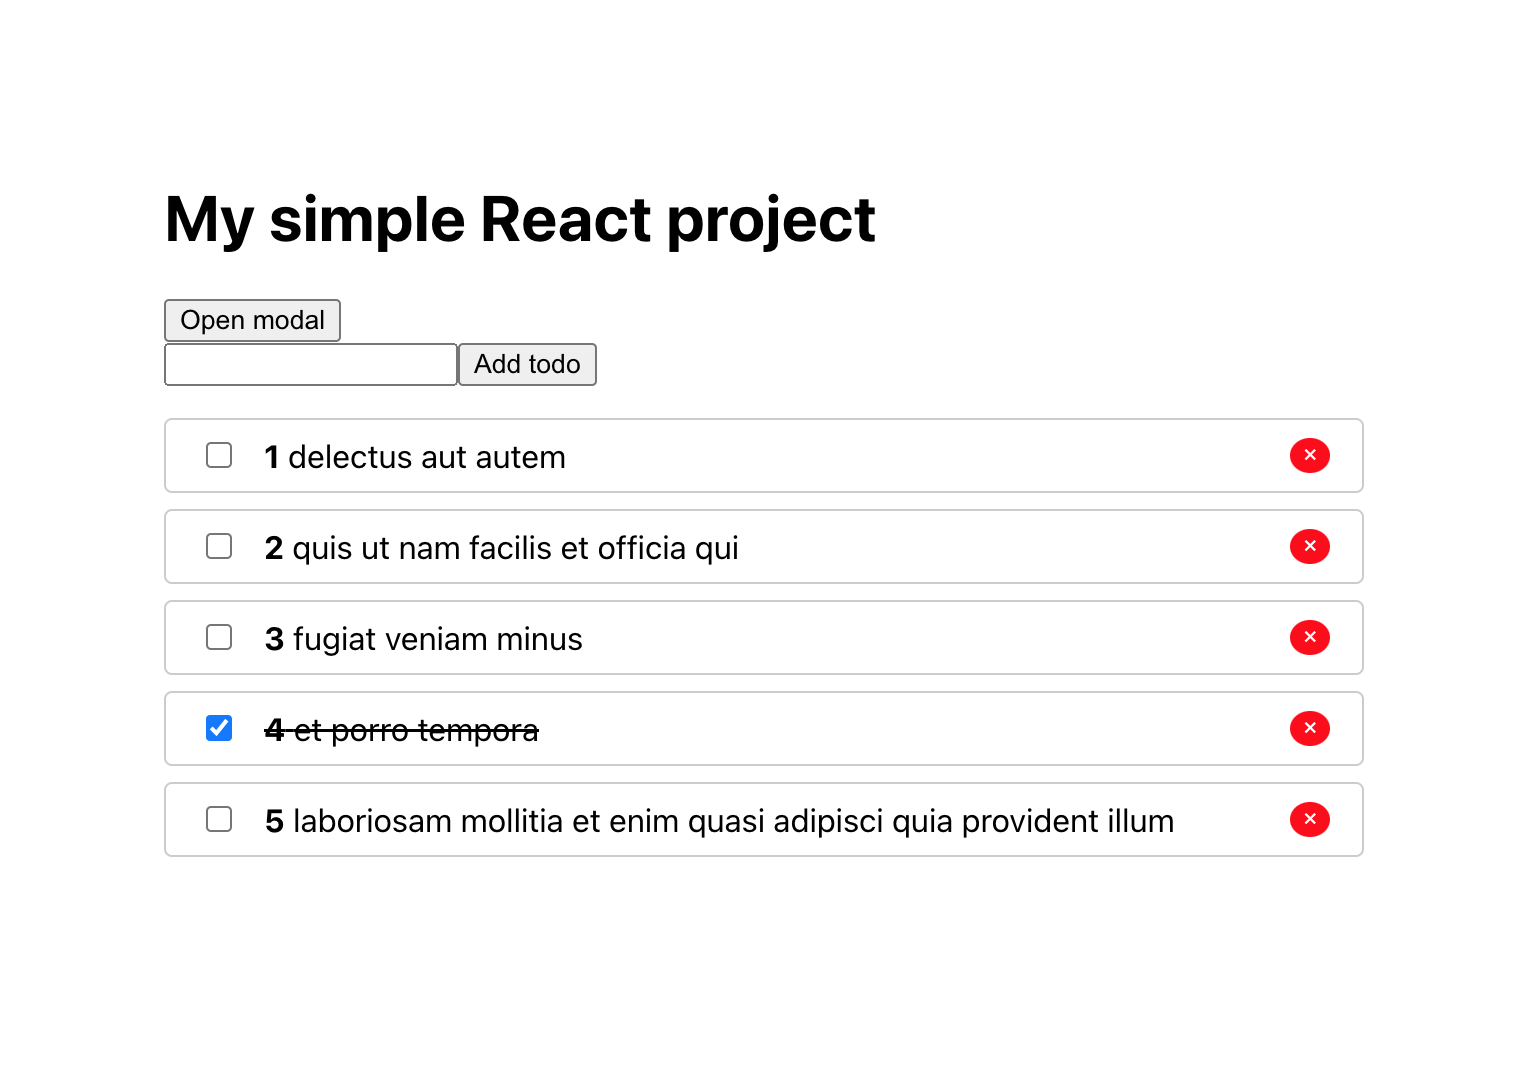 My simple React project
Open modal
Add todo
1 delectus aut autem ×
2 quis ut nam facilis et officia qui ×
3 fugiat veniam minus ×
4 et porro tempora ×
5 laboriosam mollitia et enim quasi adipisci quia provident illum ×